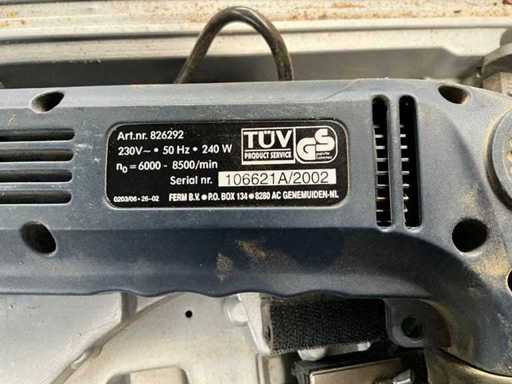 Art.nr. 826292
230V~ • 50 Hz • 240 W
n₀ = 6000 - 8500/min
Serial nr. 106621A/2002
0203/06 • 26-02
FERM B.V. • P.O. BOX 134 • 8280 AC GENEMUIDEN-NL
TÜV
PRODUCT SERVICE
GS